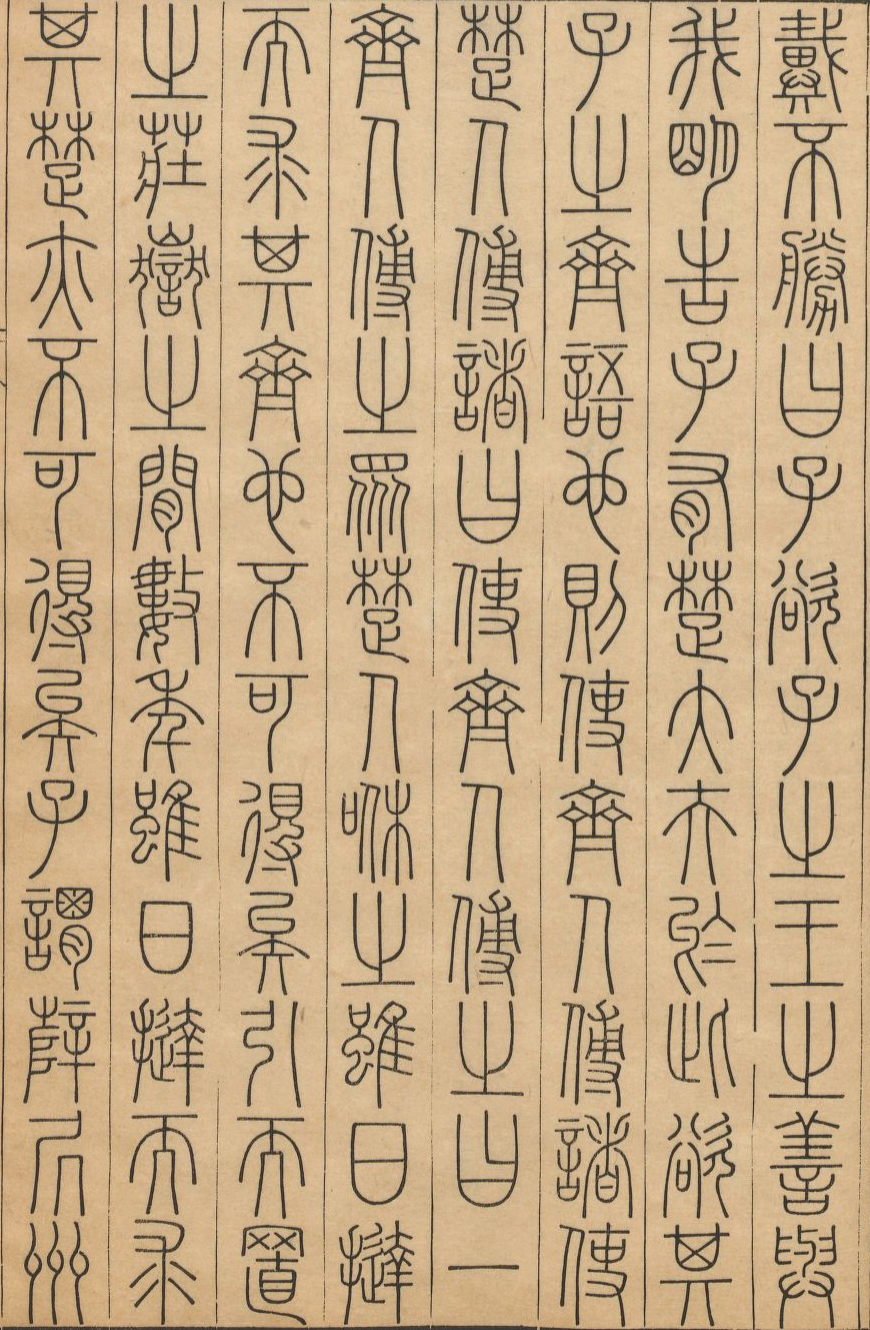 戴不勝曰子欲子之王之善與
我明告子有楚大夫於此欲其
子之齊語也則使齊人傅諸使
楚人傅諸曰使齊人傅之曰一
齊人傅之眾楚人咻之雖日撻
而求其齊也不可得矣引而置
之莊嶽之間數年雖日撻而求
其楚亦不可得矣子謂薛居州